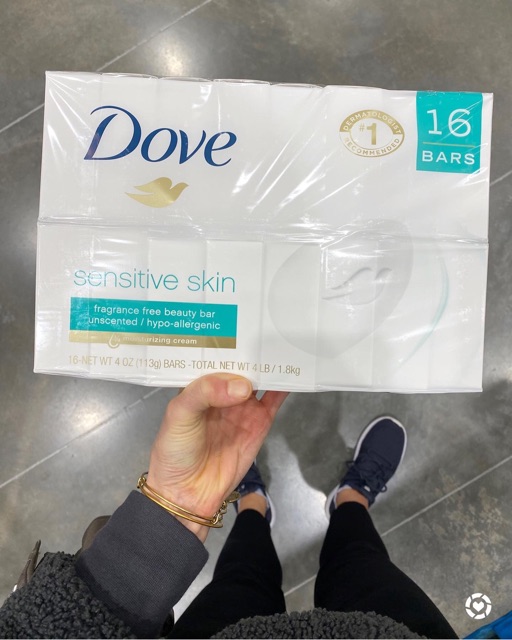 Dove
DERMATOLOGIST
#1
RECOMMENDED
16
BARS
sensitive skin
fragrance free beauty bar
unscented / hypo-allergenic
moisturizing cream
16-NET WT 4 OZ (113g) BARS -TOTAL NET WT 4 LB / 1.8kg